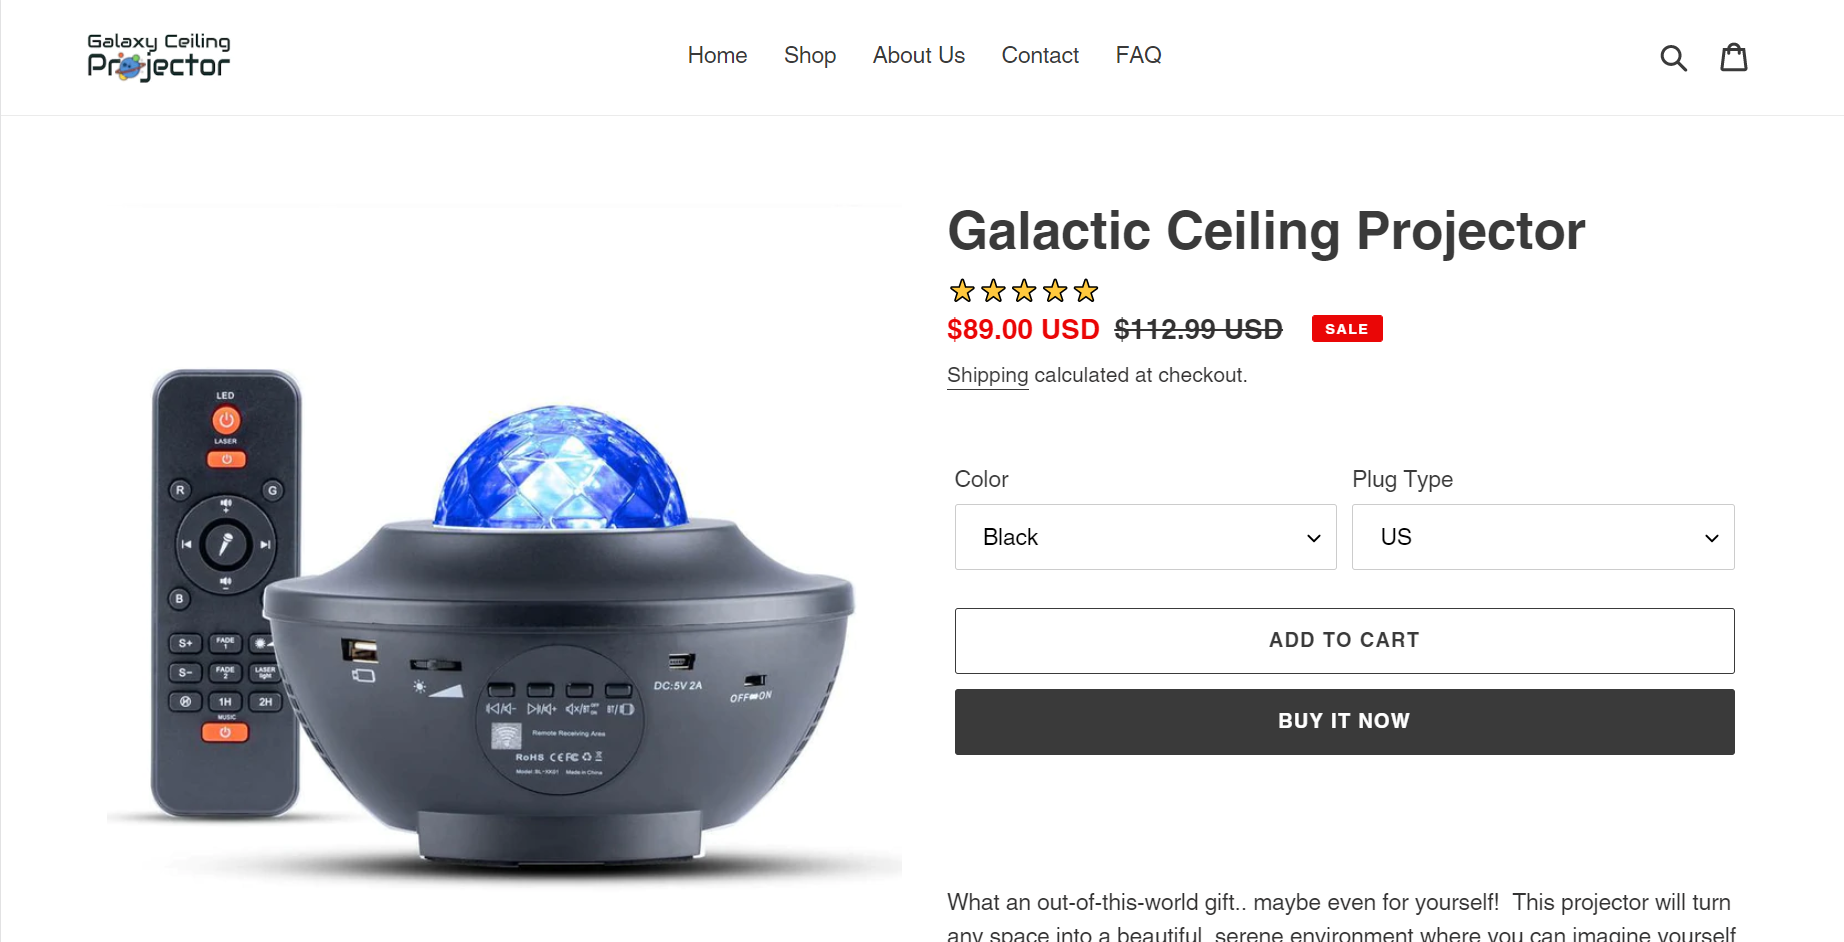 Galaxy Ceiling
Projector
Home
Shop
About Us
Contact
FAQ
Galactic Ceiling Projector
$89.00 USD $112.99 USD SALE
Shipping calculated at checkout.
Color
Black
Plug Type
US
ADD TO CART
BUY IT NOW
What an out-of-this-world gift.. maybe even for yourself! This projector will turn
any space into a beautiful, serene environment where you can imagine yourself
LED
LASER
R G
B
S+ FADE 1
S- FADE 2 LASER light
1H 2H
MUSIC
DC:5V 2A
OFF ON
Remote Receiving Area
RoHS CE FC
Made in China